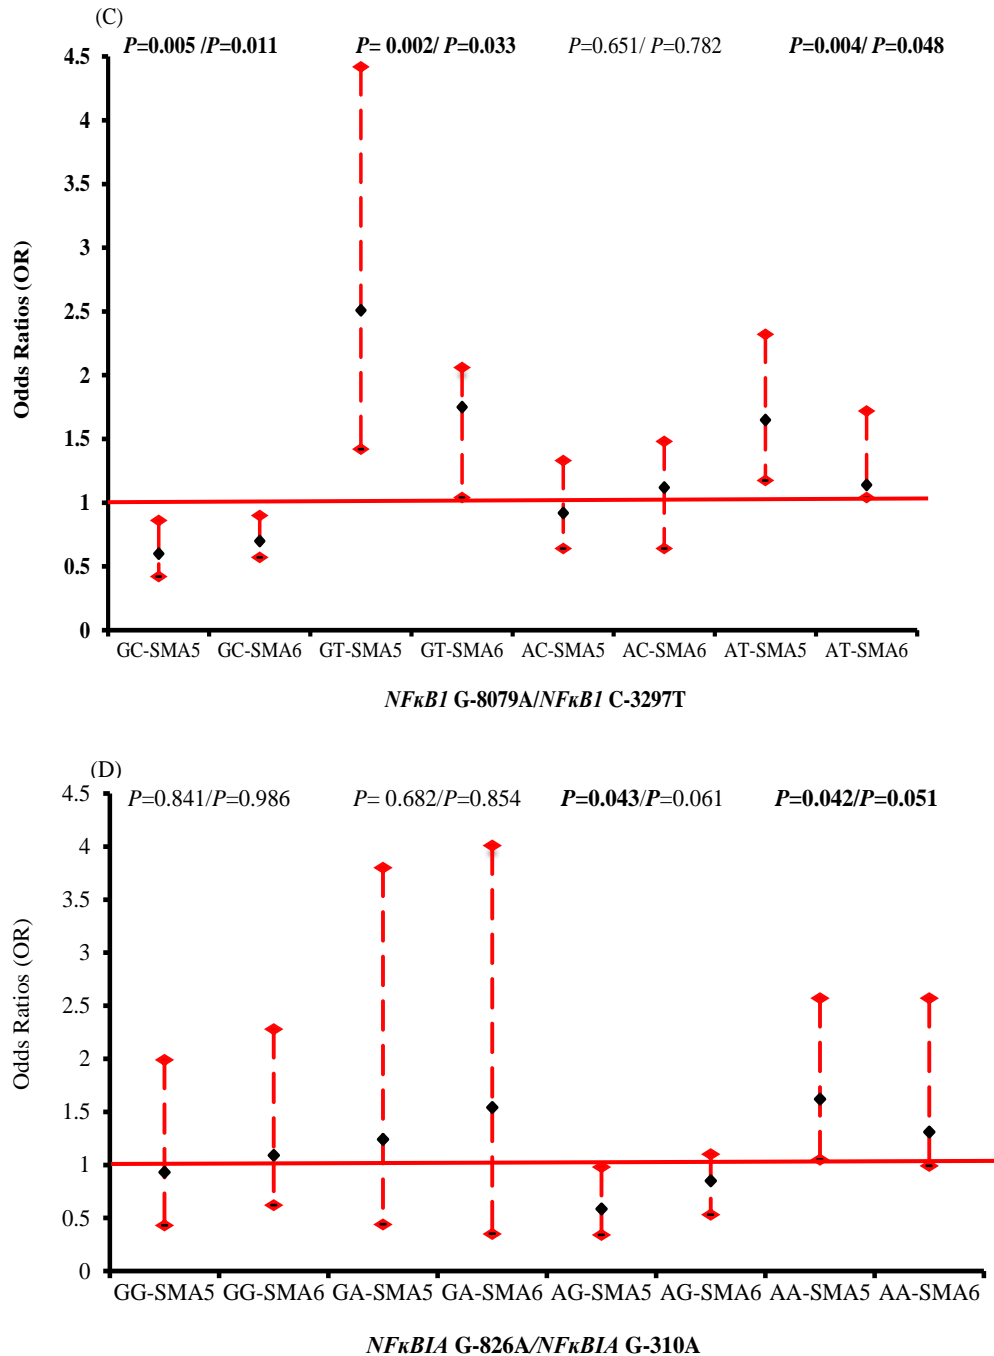 (C)
P=0.005 /P=0.011 P= 0.002/ P=0.033 P=0.651/ P=0.782 P=0.004/ P=0.048
4.5
4
3.5
3
2.5
2
1.5
1
0.5
0
Odds Ratios (OR)
GC-SMA5 GC-SMA6 GT-SMA5 GT-SMA6 AC-SMA5 AC-SMA6 AT-SMA5 AT-SMA6
NFκB1 G-8079A/NFκB1 C-3297T
(D)
P=0.841/P=0.986 P= 0.682/P=0.854 P=0.043/P=0.061 P=0.042/P=0.051
4.5
4
3.5
3
2.5
2
1.5
1
0.5
0
Odds Ratios (OR)
GG-SMA5 GG-SMA6 GA-SMA5 GA-SMA6 AG-SMA5 AG-SMA6 AA-SMA5 AA-SMA6
NFκBIA G-826A/NFκBIA G-310A